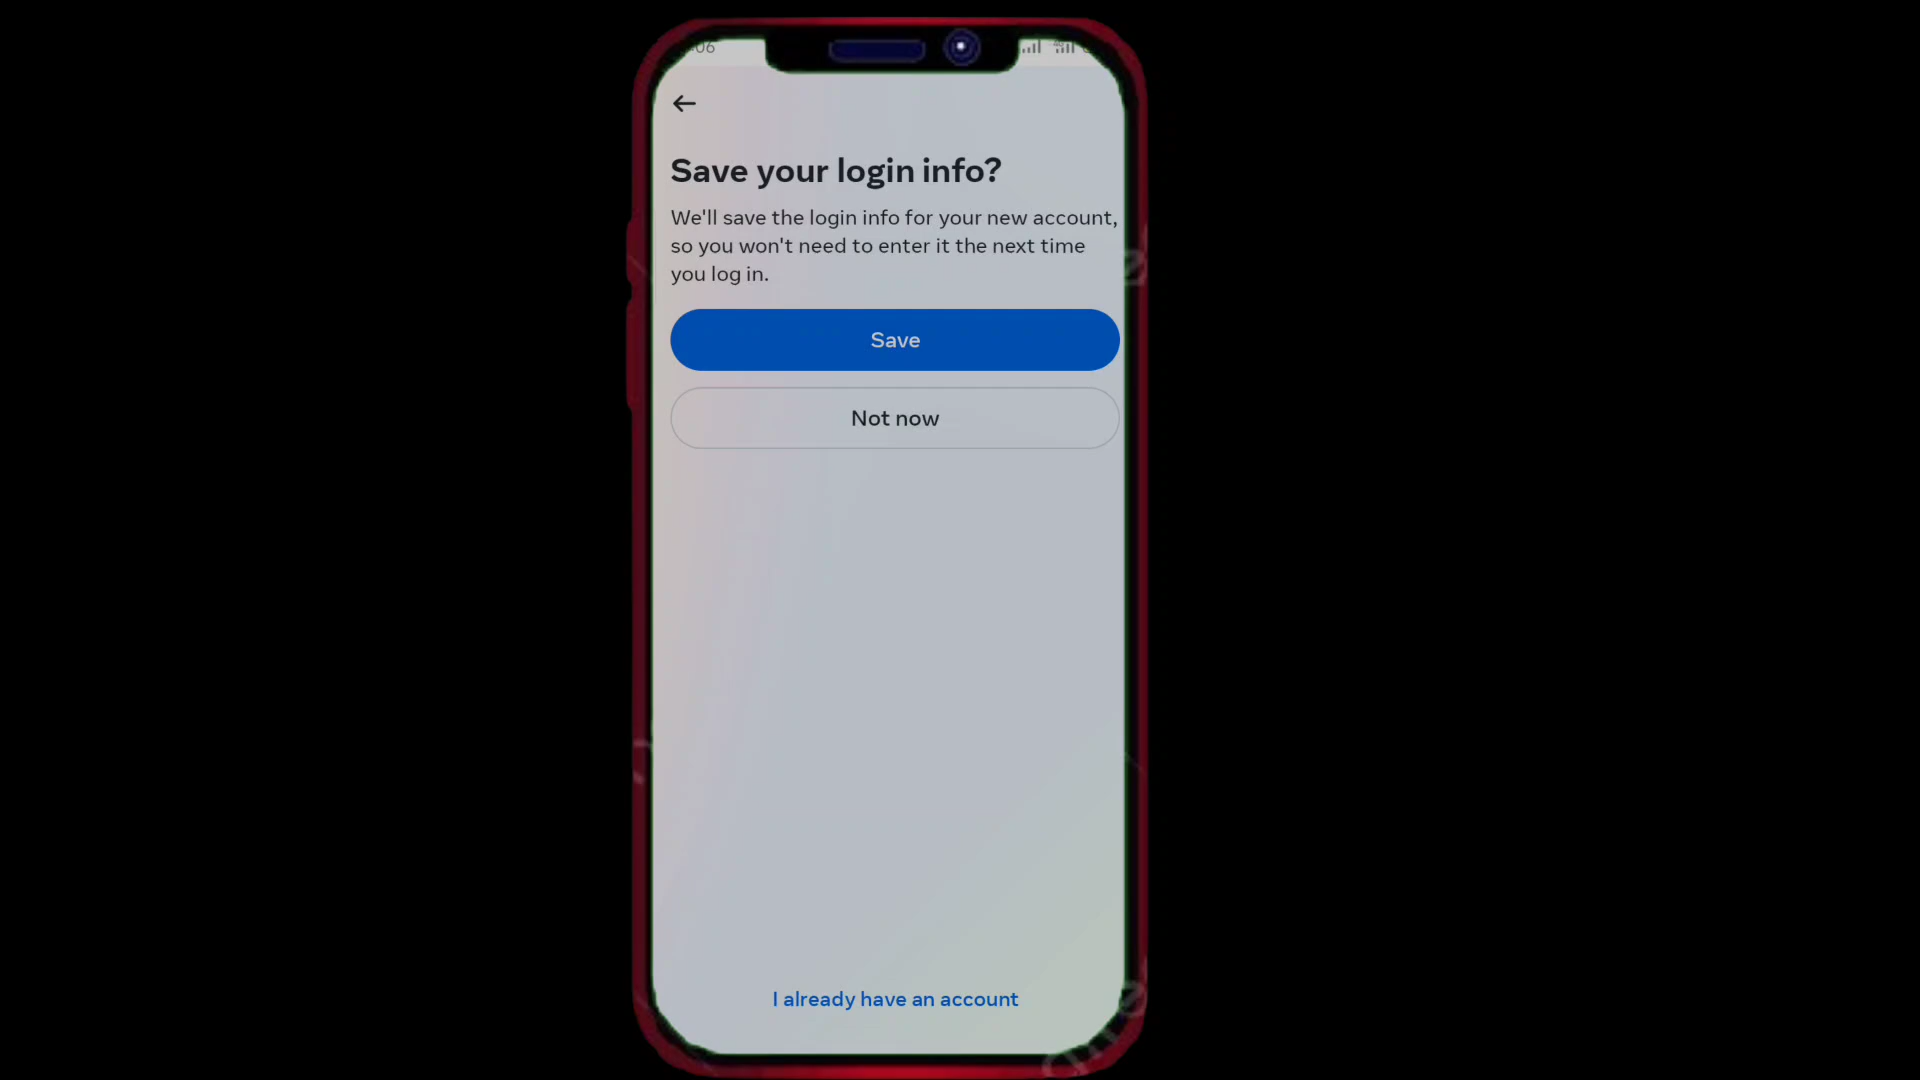 Save your login info?
We'll save the login info for your new account,
so you won't need to enter it the next time
you log in.
Save
Not now
I already have an account